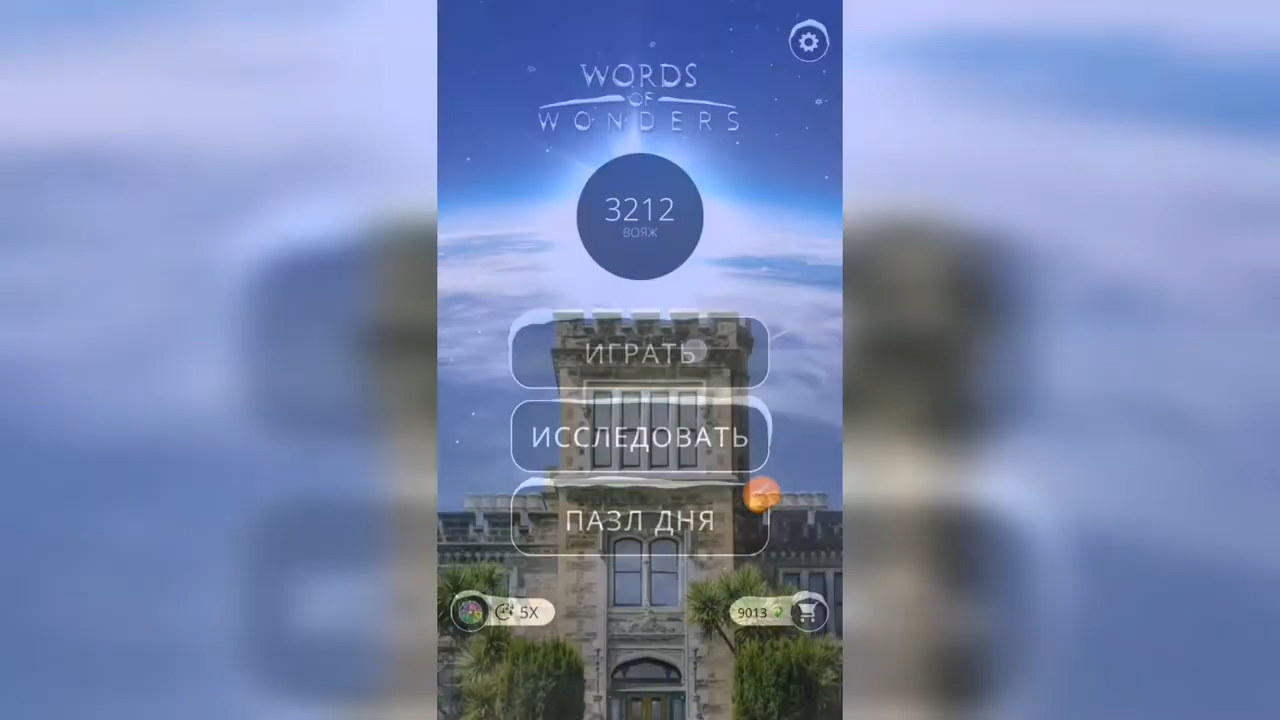 WORDS
OF
WONDERS
3212
ВОЯЖ
ИГРАТЬ
ИССЛЕДОВАТЬ
ПАЗЛ ДНЯ
5X
9013